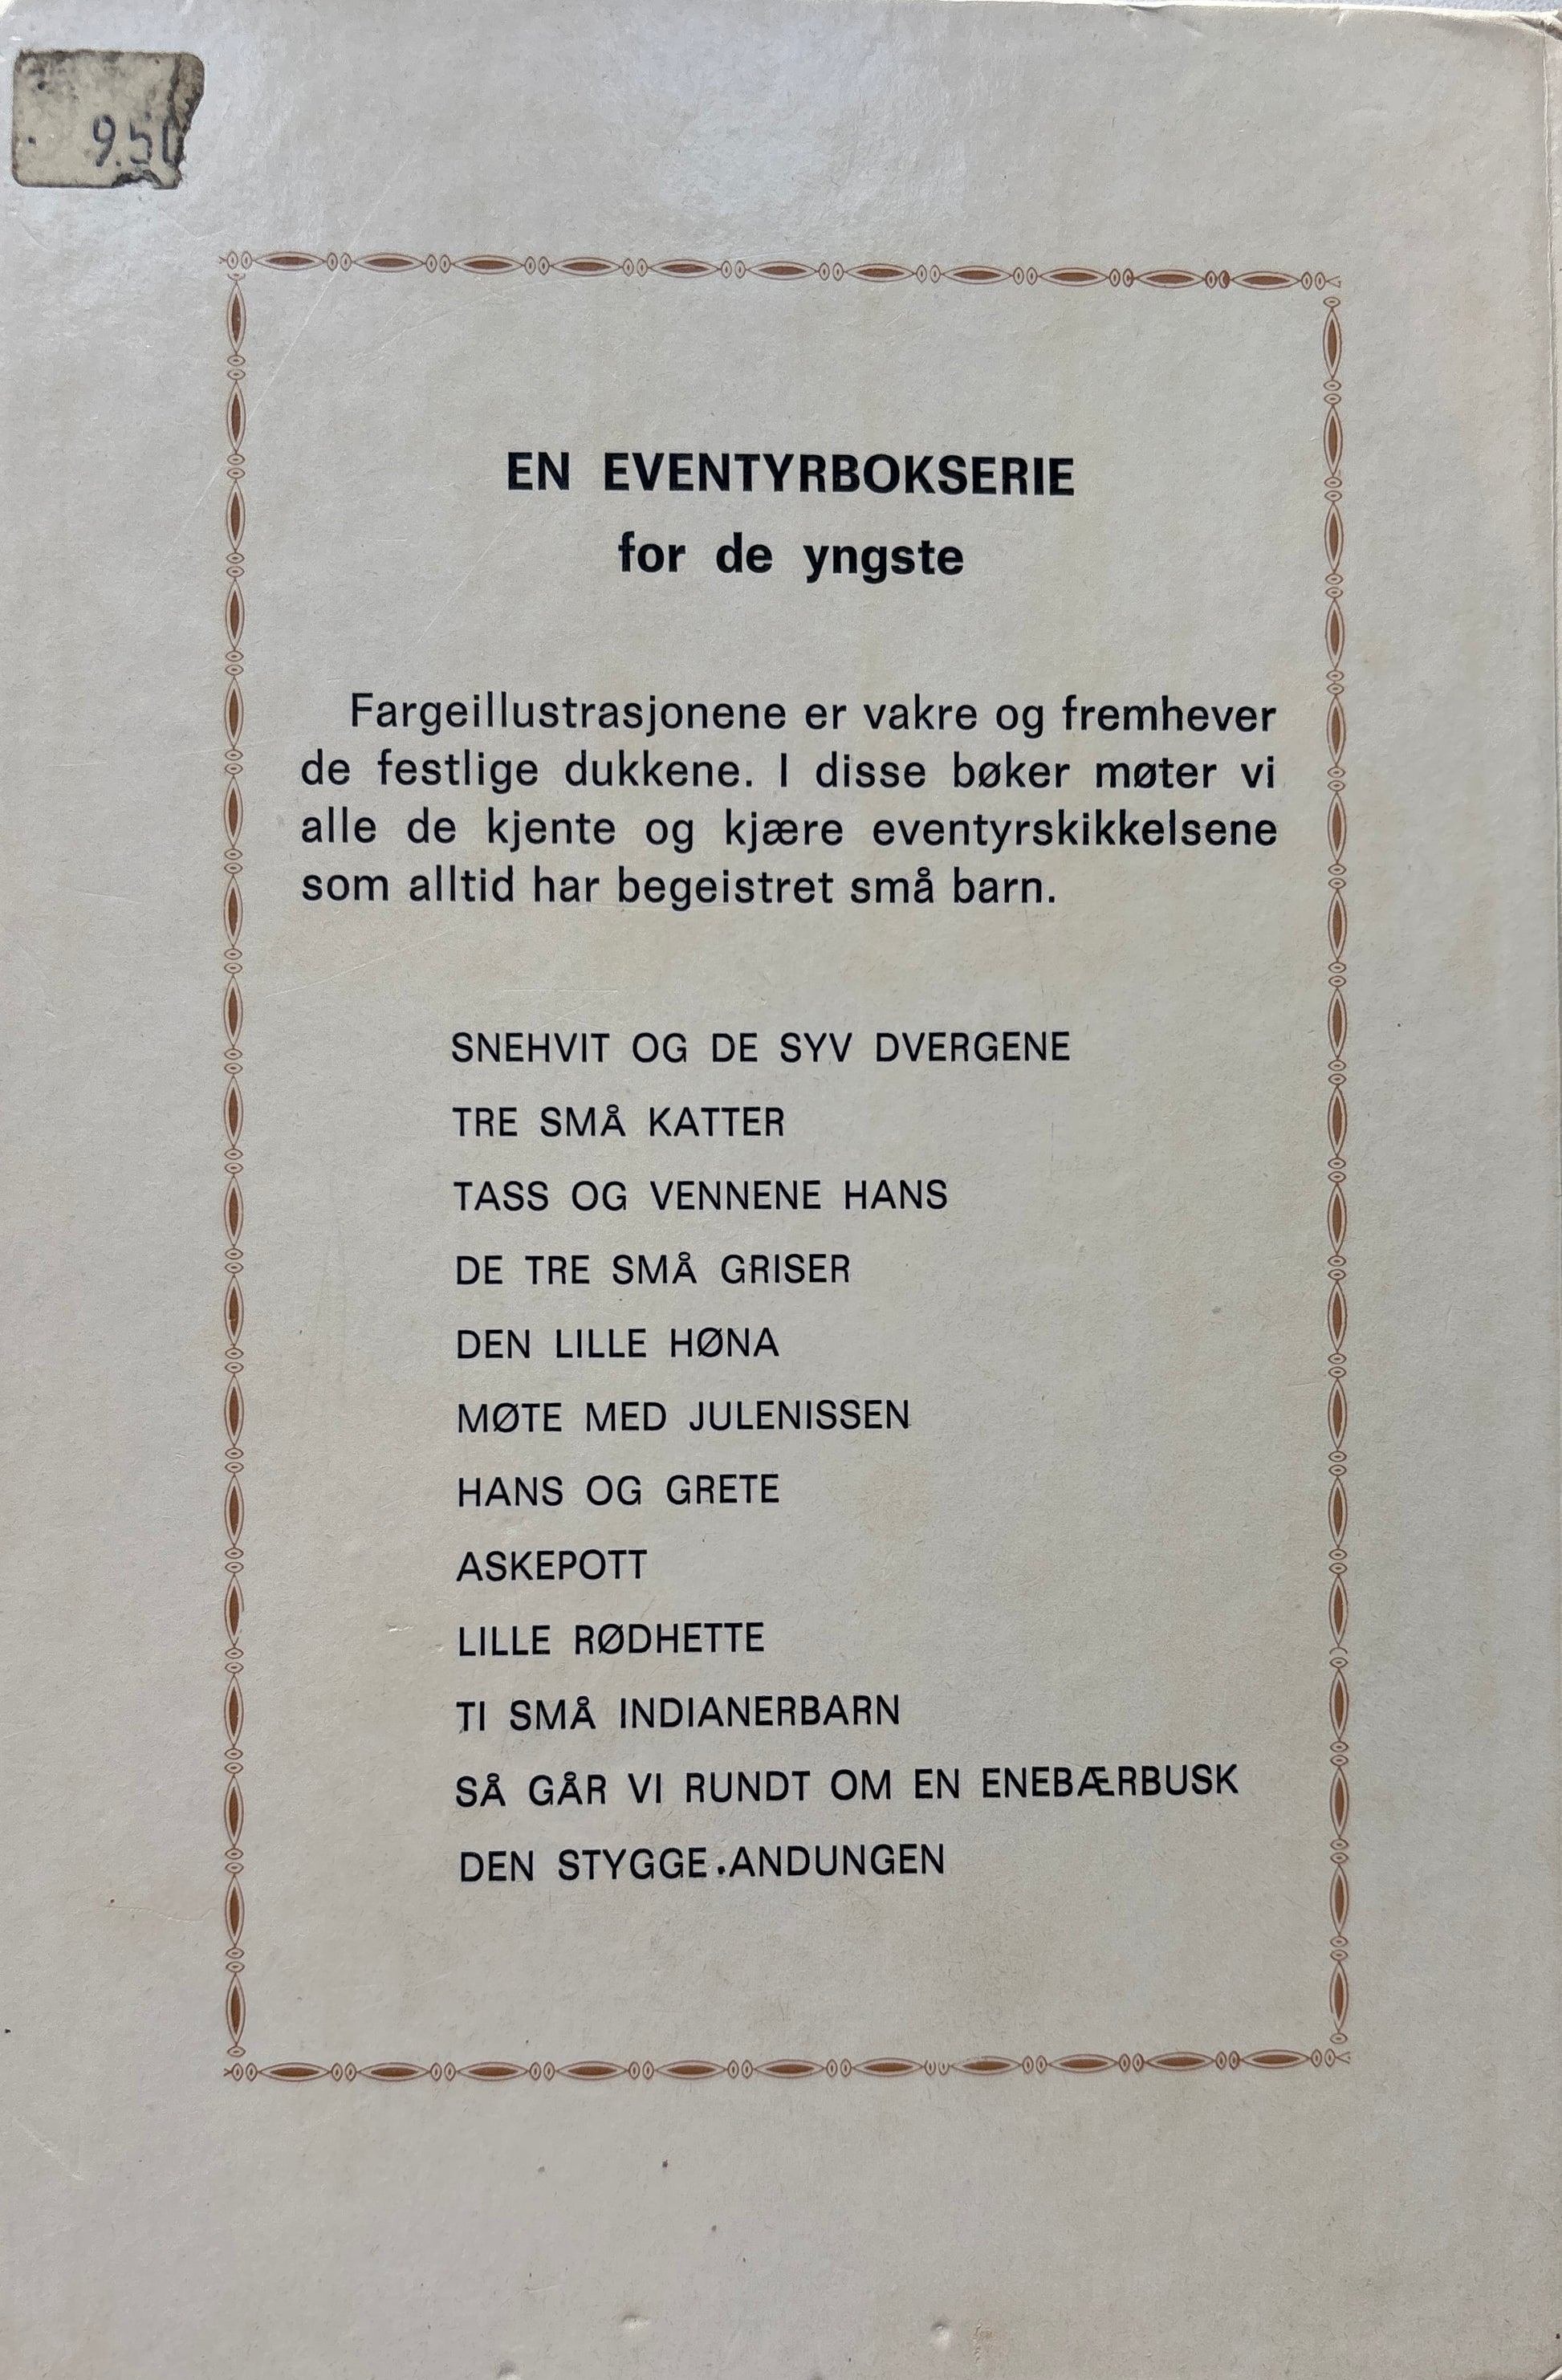 9.50
EN EVENTYRBOKSERIE
for de yngste
Fargeillustrasjonene er vakre og fremhever
de festlige dukkene. I disse bøker møter vi
alle de kjente og kjære eventyrskikkelsene
som alltid har begeistret små barn.
SNEHVIT OG DE SYV DVERGENE
TRE SMÅ KATTER
TASS OG VENNENE HANS
DE TRE SMÅ GRISER
DEN LILLE HØNA
MØTE MED JULENISSEN
HANS OG GRETE
ASKEPOTT
LILLE RØDHETTE
TI SMÅ INDIANERBARN
SÅ GÅR VI RUNDT OM EN ENEBÆRBUSK
DEN STYGGE ANDUNGEN